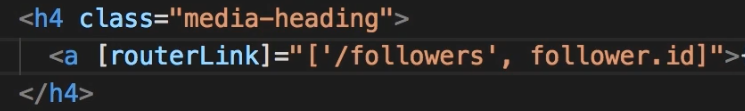 <h4 class="media-heading">
<a [routerLink]="['/followers', follower.id]">
</h4>